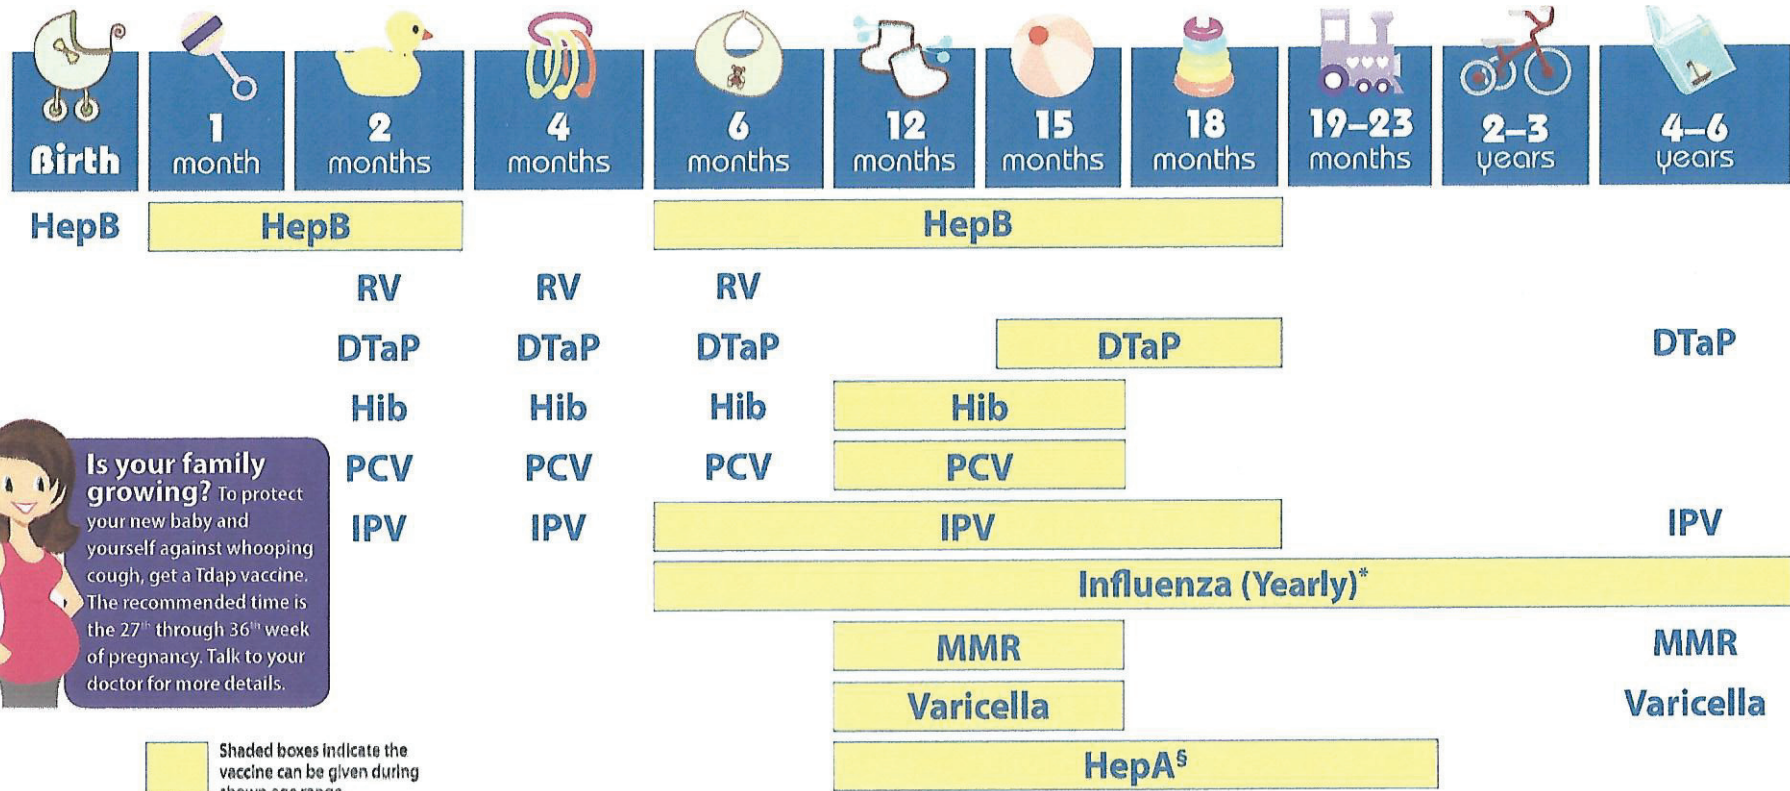 Birth
1 month
2 months
4 months
6 months
12 months
15 months
18 months
19–23 months
2–3 years
4–6 years
HepB HepB HepB
RV RV RV
DTaP DTaP DTaP DTaP DTaP
Hib Hib Hib Hib
PCV PCV PCV PCV
IPV IPV IPV IPV
Influenza (Yearly)*
MMR MMR
Varicella Varicella
HepA§
Is your family
growing? To protect
your new baby and
yourself against whooping
cough, get a Tdap vaccine.
The recommended time is
the 27th through 36th week
of pregnancy. Talk to your
doctor for more details.
Shaded boxes indicate the
vaccine can be given during
shown age range.